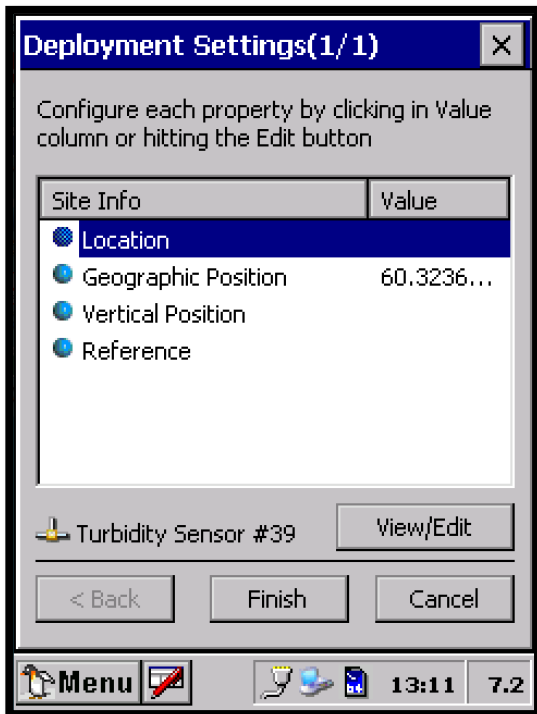 Deployment Settings(1/1)
Configure each property by clicking in Value
column or hitting the Edit button
Site Info Value
Location
Geographic Position 60.3236...
Vertical Position
Reference
Turbidity Sensor #39 View/Edit
< Back Finish Cancel
Menu 13:11 7.2